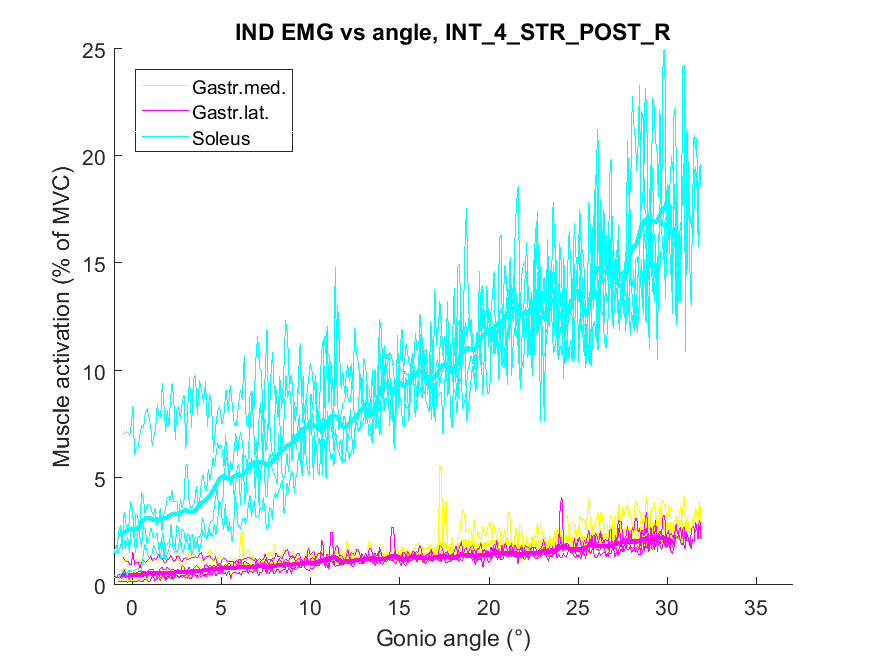 IND EMG vs angle, INT_4_STR_POST_R
Muscle activation (% of MVC)
25
20
15
10
5
0
Gastr.med.
Gastr.lat.
Soleus
0 5 10 15 20 25 30 35
Gonio angle (°)